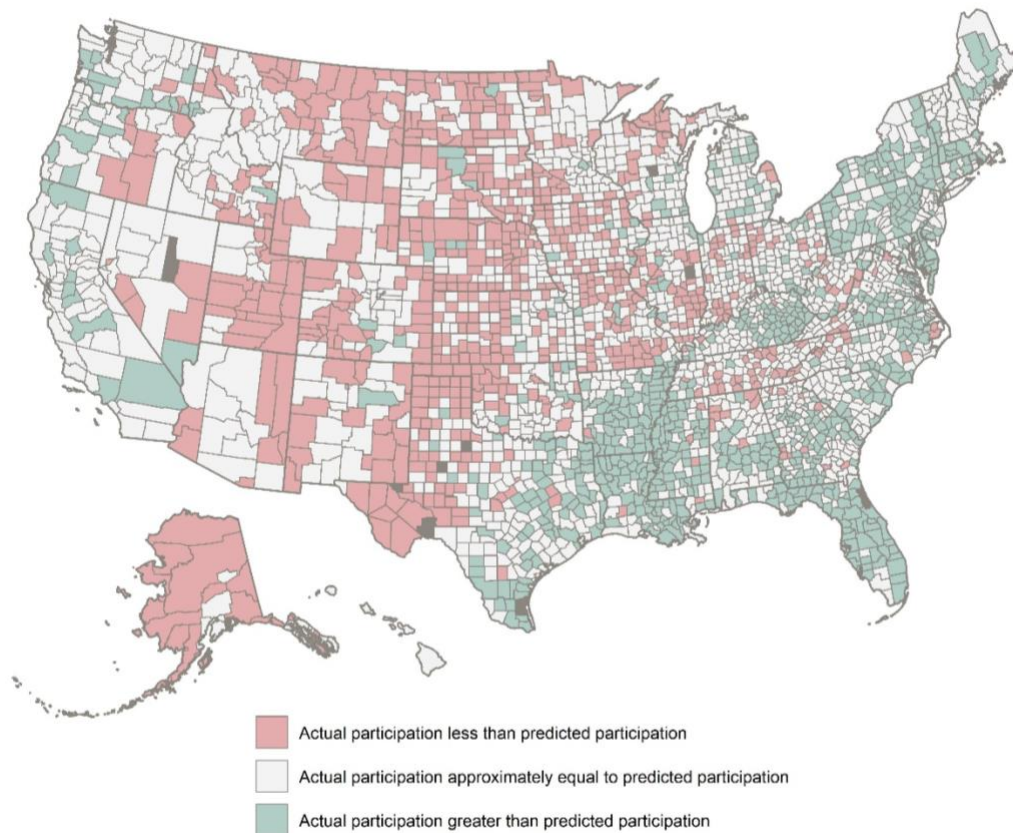 Actual participation less than predicted participation
Actual participation approximately equal to predicted participation
Actual participation greater than predicted participation